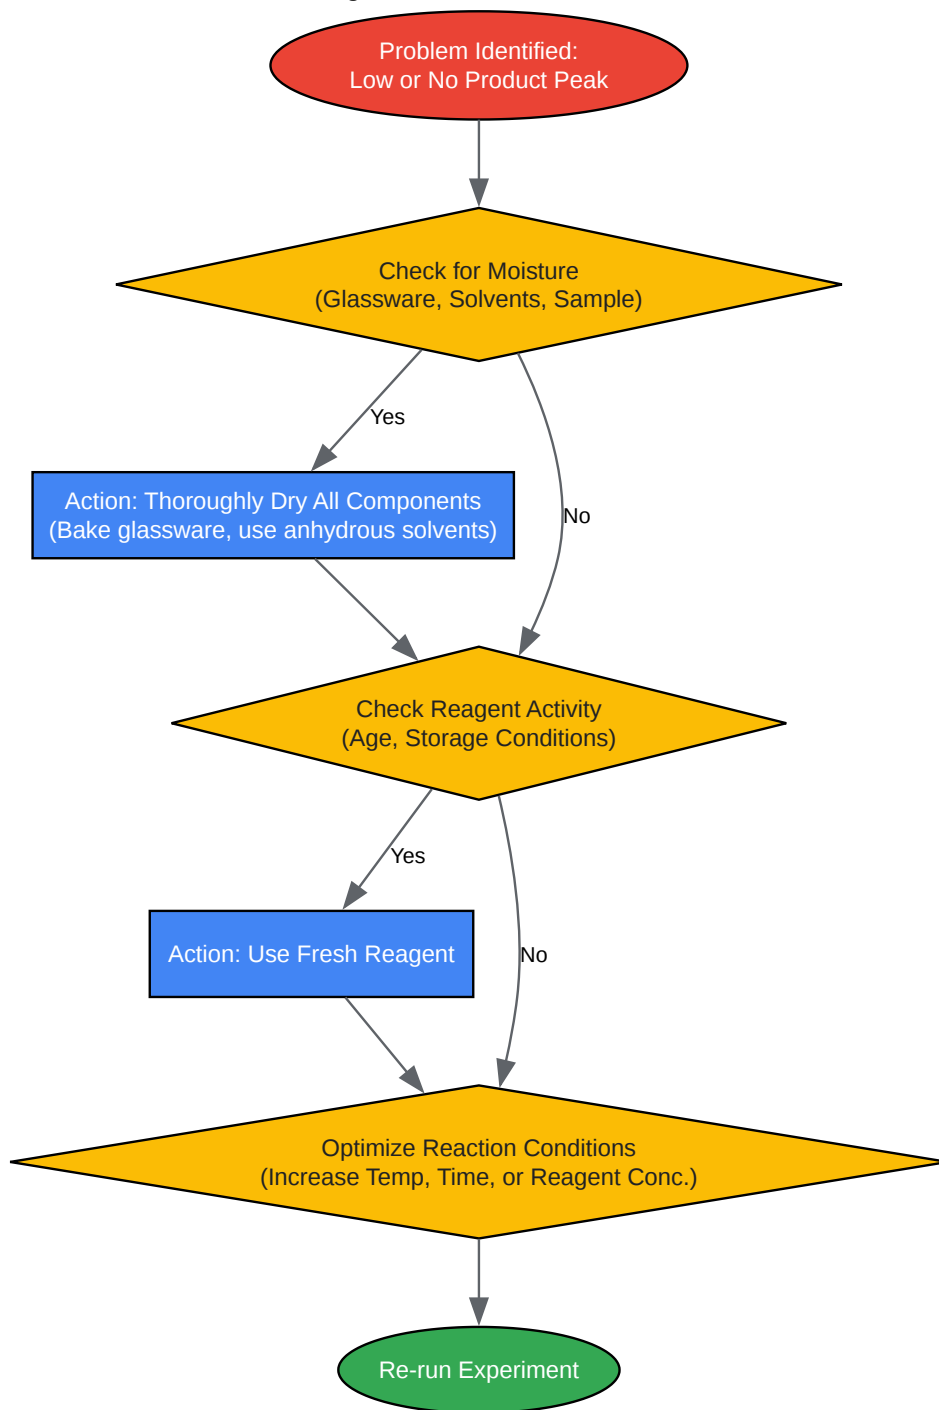 Problem Identified:
Low or No Product Peak
Check for Moisture
(Glassware, Solvents, Sample)
Yes
Action: Thoroughly Dry All Components
(Bake glassware, use anhydrous solvents)
No
Check Reagent Activity
(Age, Storage Conditions)
Yes
Action: Use Fresh Reagent
No
Optimize Reaction Conditions
(Increase Temp, Time, or Reagent Conc.)
Re-run Experiment